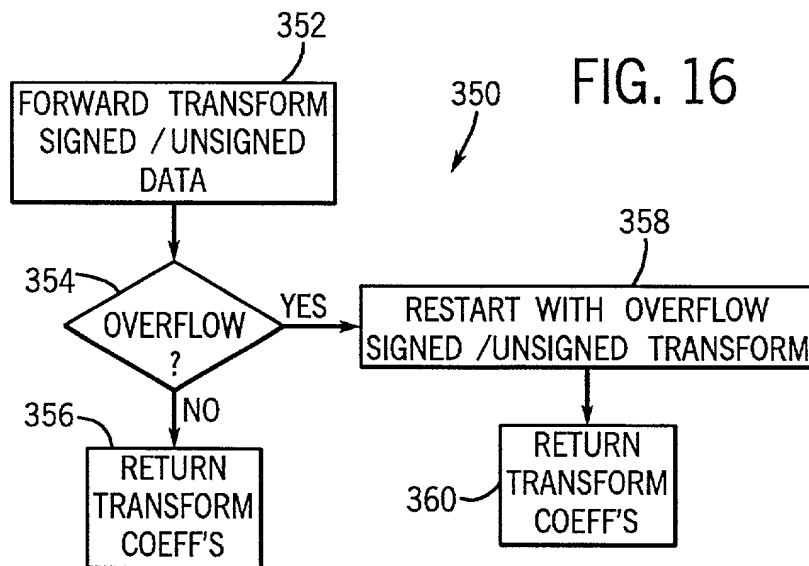 352
FIG. 16
350
FORWARD TRANSFORM
SIGNED / UNSIGNED
DATA
354
OVERFLOW
?
YES
NO
358
RESTART WITH OVERFLOW
SIGNED / UNSIGNED TRANSFORM
356
RETURN
TRANSFORM
COEFF'S
360
RETURN
TRANSFORM
COEFF'S